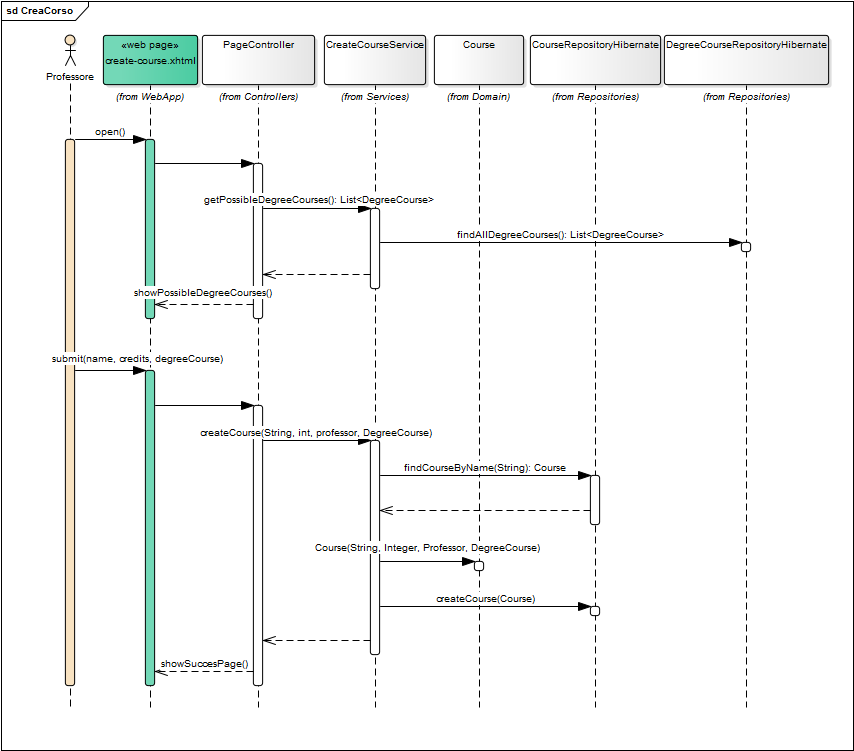 sd CreaCorso
Professore
«web page»
create-course.xhtml
(from WebApp)
PageController
(from Controllers)
CreateCourseService
(from Services)
Course
(from Domain)
CourseRepositoryHibernate
(from Repositories)
DegreeCourseRepositoryHibernate
(from Repositories)
open()
getPossibleDegreeCourses(): List<DegreeCourse>
findAllDegreeCourses(): List<DegreeCourse>
showPossibleDegreeCourses()
submit(name, credits, degreeCourse)
createCourse(String, int, professor, DegreeCourse)
findCourseByName(String): Course
Course(String, Integer, Professor, DegreeCourse)
createCourse(Course)
showSuccesPage()